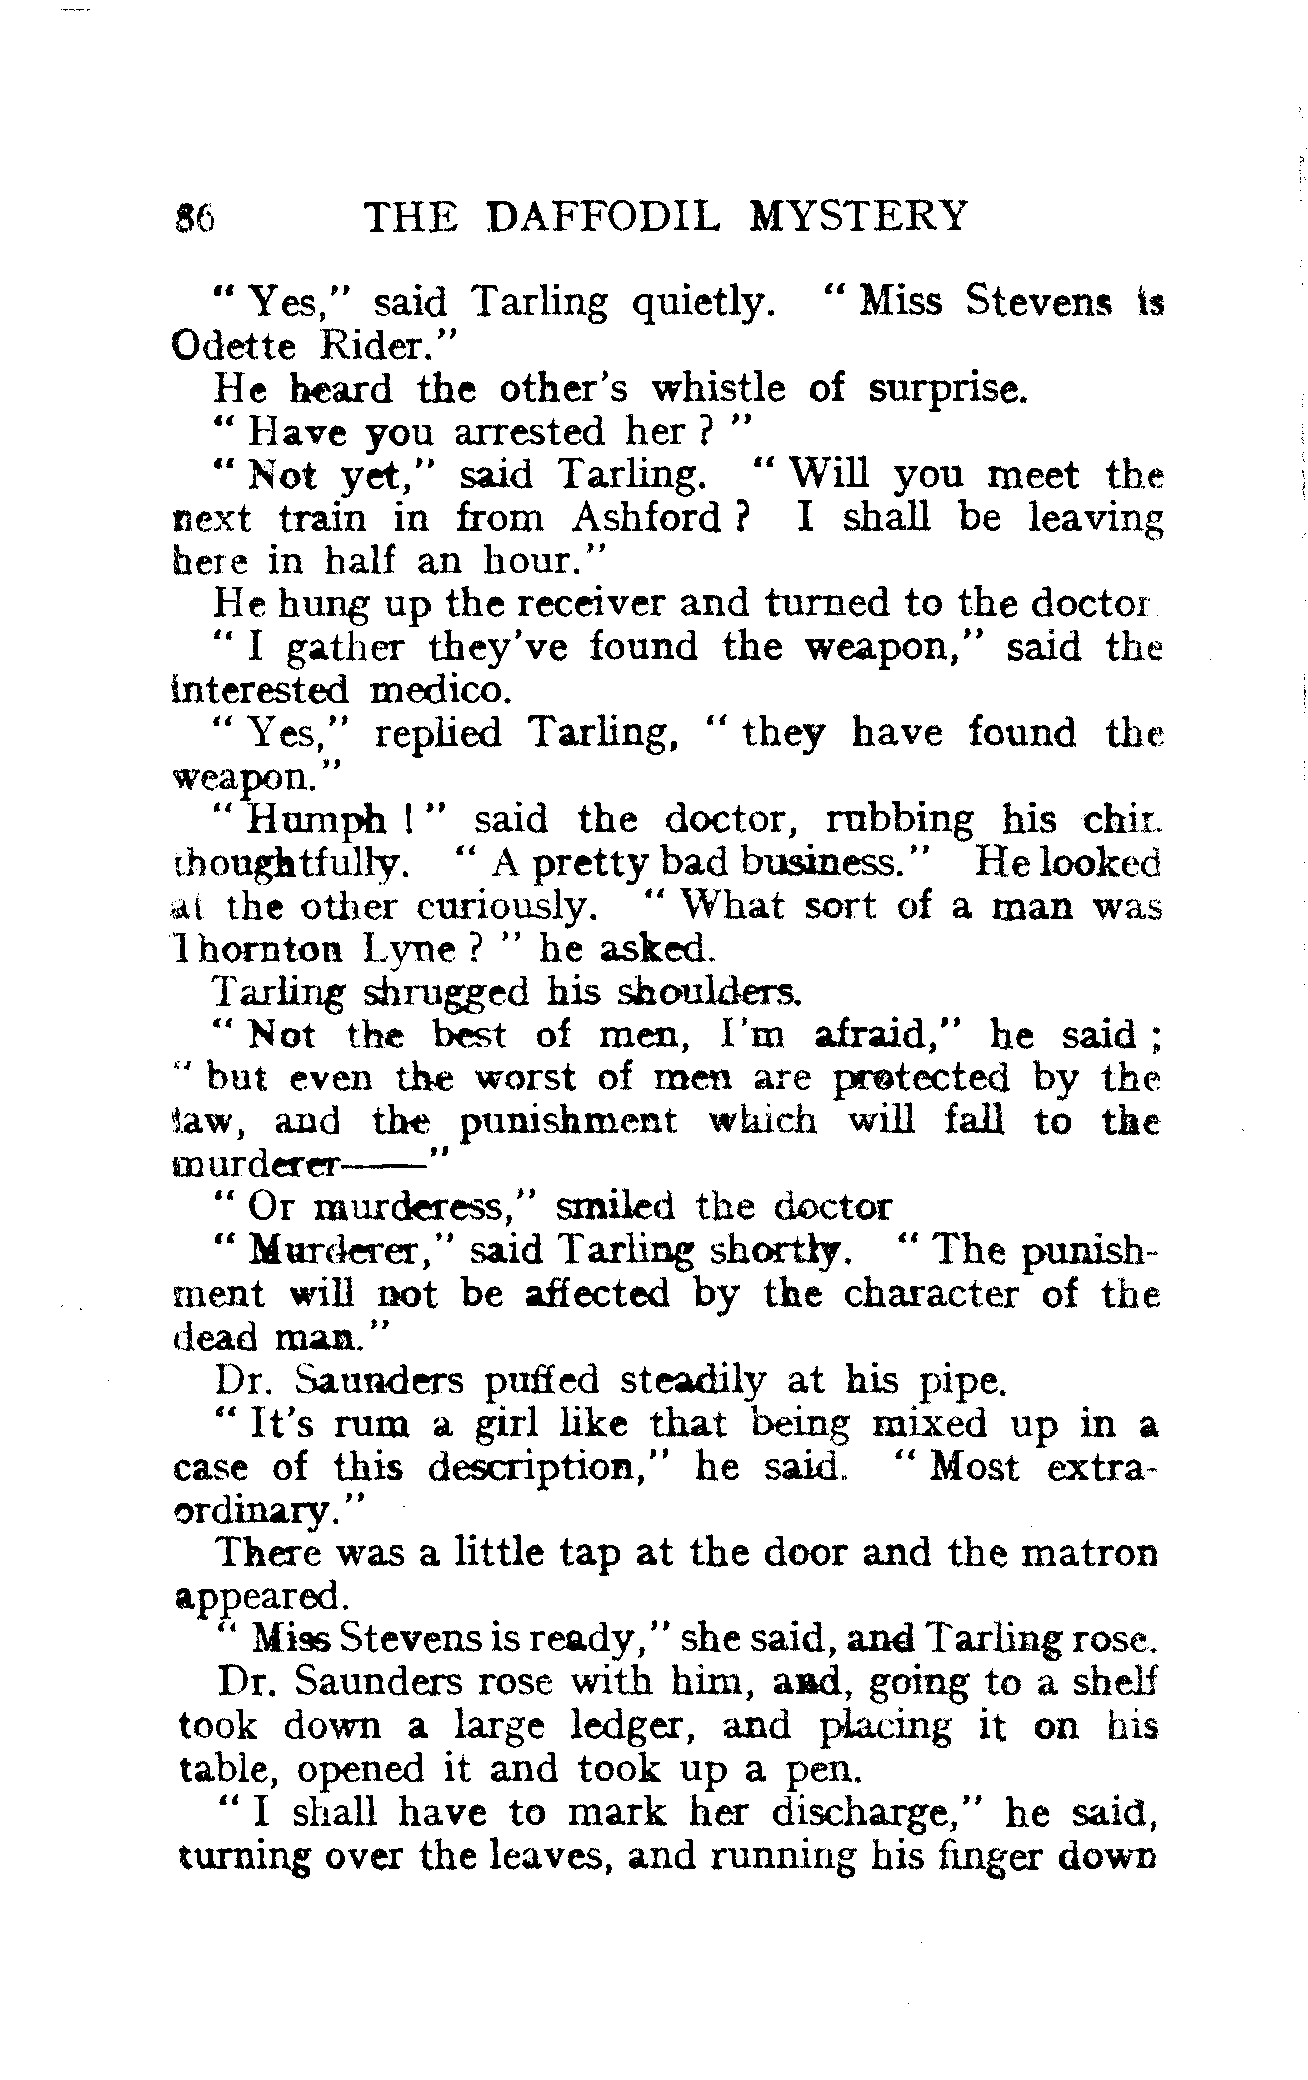 86 THE DAFFODIL MYSTERY
" Yes," said Tarling quietly. " Miss Stevens is
Odette Rider."
He heard the other's whistle of surprise.
" Have you arrested her ? "
" Not yet," said Tarling. " Will you meet the
next train in from Ashford ? I shall be leaving
here in half an hour."
He hung up the receiver and turned to the doctor
" I gather they've found the weapon," said the
interested medico.
" Yes," replied Tarling, " they have found the
weapon."
" Humph ! " said the doctor, rubbing his chin
thoughtfully. " A pretty bad business." He looked
at the other curiously. " What sort of a man was
Thornton Lyne ? " he asked.
Tarling shrugged his shoulders.
" Not the best of men, I'm afraid," he said ;
" but even the worst of men are protected by the
law, and the punishment which will fall to the
murderer——"
" Or murderess," smiled the doctor
" Murderer," said Tarling shortly. " The punish-
ment will not be affected by the character of the
dead man."
Dr. Saunders puffed steadily at his pipe.
" It's rum a girl like that being mixed up in a
case of this description," he said. " Most extra-
ordinary."
There was a little tap at the door and the matron
appeared.
" Miss Stevens is ready," she said, and Tarling rose.
Dr. Saunders rose with him, and, going to a shelf
took down a large ledger, and placing it on his
table, opened it and took up a pen.
" I shall have to mark her discharge," he said,
turning over the leaves, and running his finger down